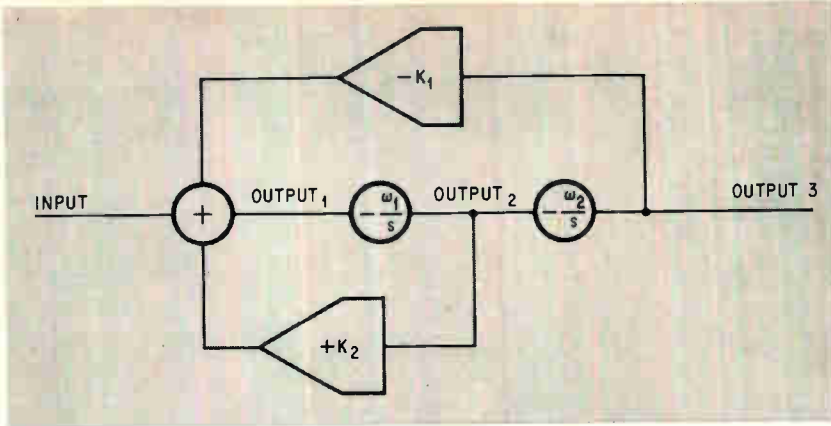 −K₁
INPUT
+
OUTPUT₁
−ω₁/s
OUTPUT₂
−ω₂/s
OUTPUT 3
+K₂